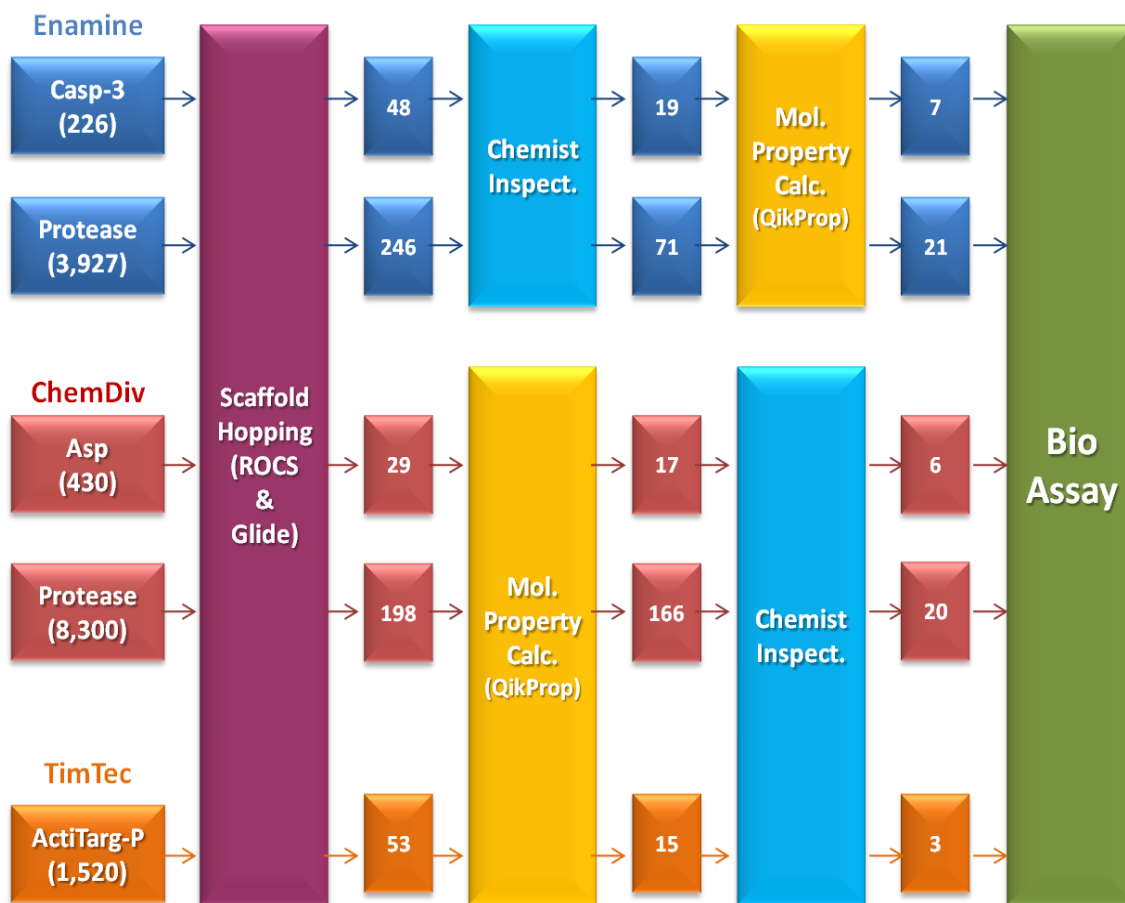 Enamine
Casp-3
(226)
48
19
7
Chemist
Inspect.
Mol.
Property
Calc.
(QikProp)
Protease
(3,927)
246
71
21
ChemDiv
Asp
(430)
Scaffold
Hopping
(ROCS
&
Glide)
29
17
6
Bio
Assay
Protease
(8,300)
198
Mol.
Property
Calc.
(QikProp)
166
Chemist
Inspect.
20
TimTec
ActiTarg-P
(1,520)
53
15
3